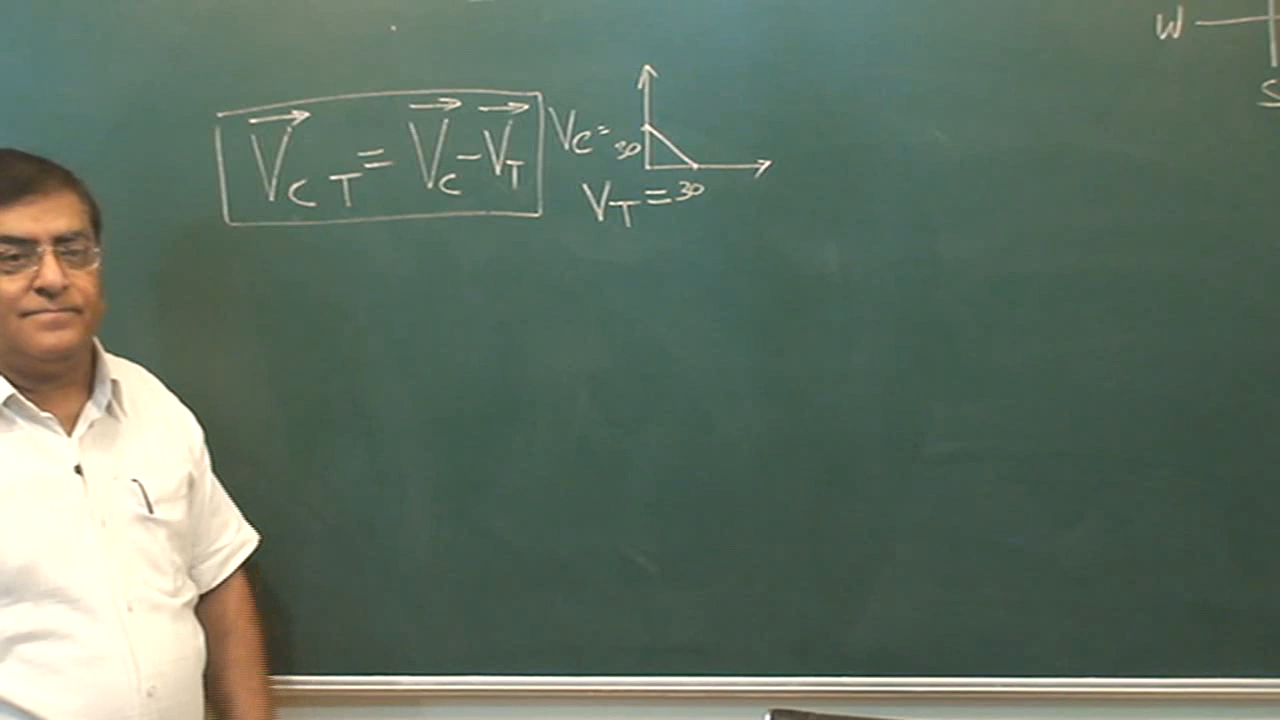 W
S
V⃗CT = V⃗C - V⃗T
VC = 30
VT = 30